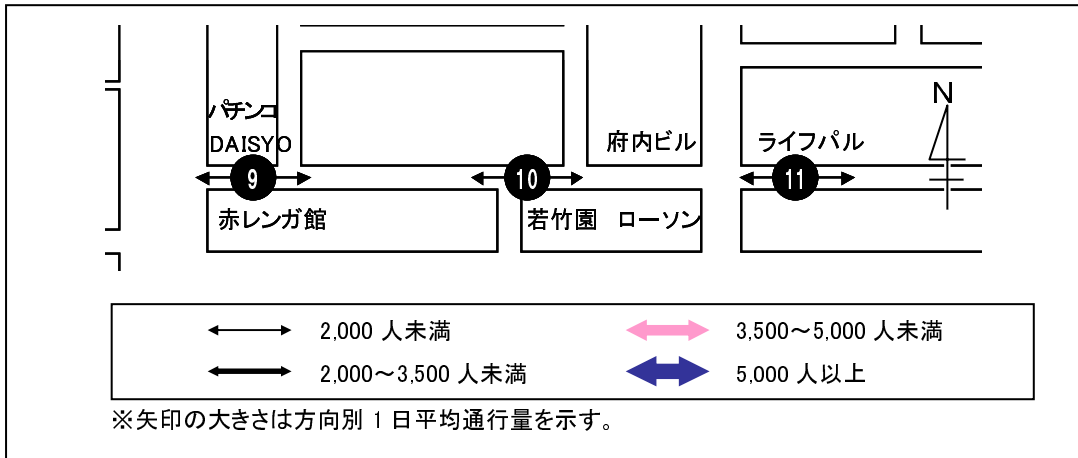 N
パチンコ
DAISYO
府内ビル
ライフパル
9
10
11
赤レンガ館
若竹園 ローソン
2,000 人未満
3,500～5,000 人未満
2,000～3,500 人未満
5,000 人以上
※矢印の大きさは方向別 1 日平均通行量を示す。